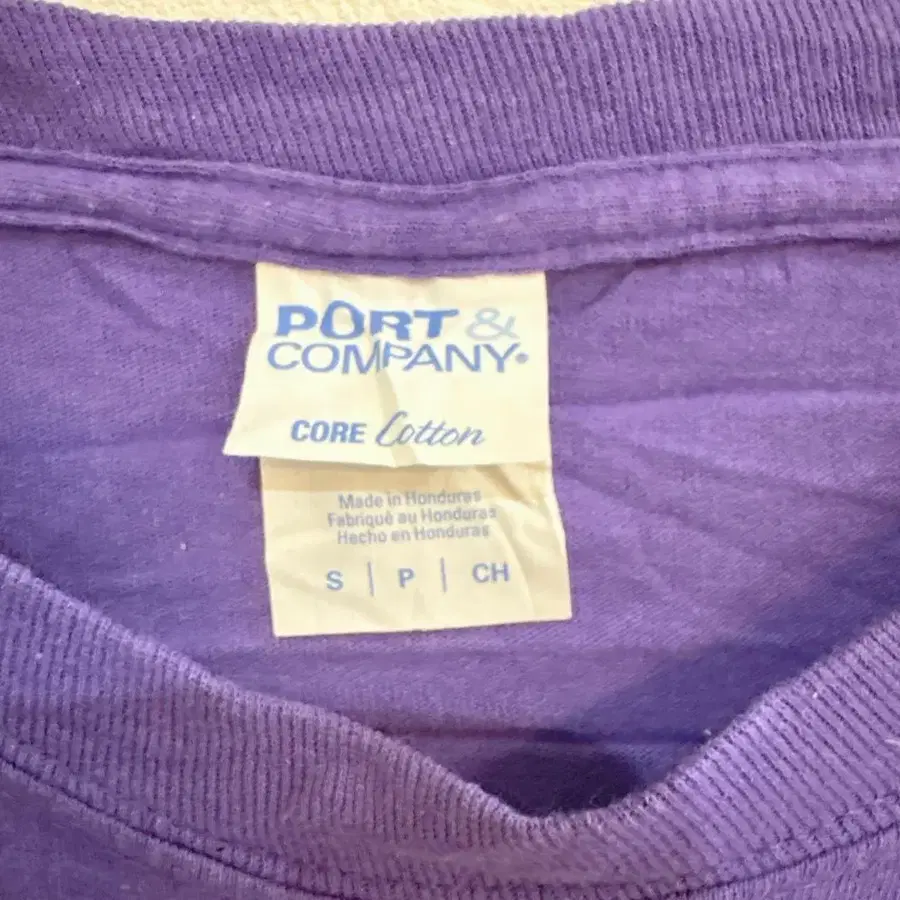 PORT &
COMPANY®
CORE Cotton
Made in Honduras
Fabriqué au Honduras
Hecho en Honduras
S | P | CH